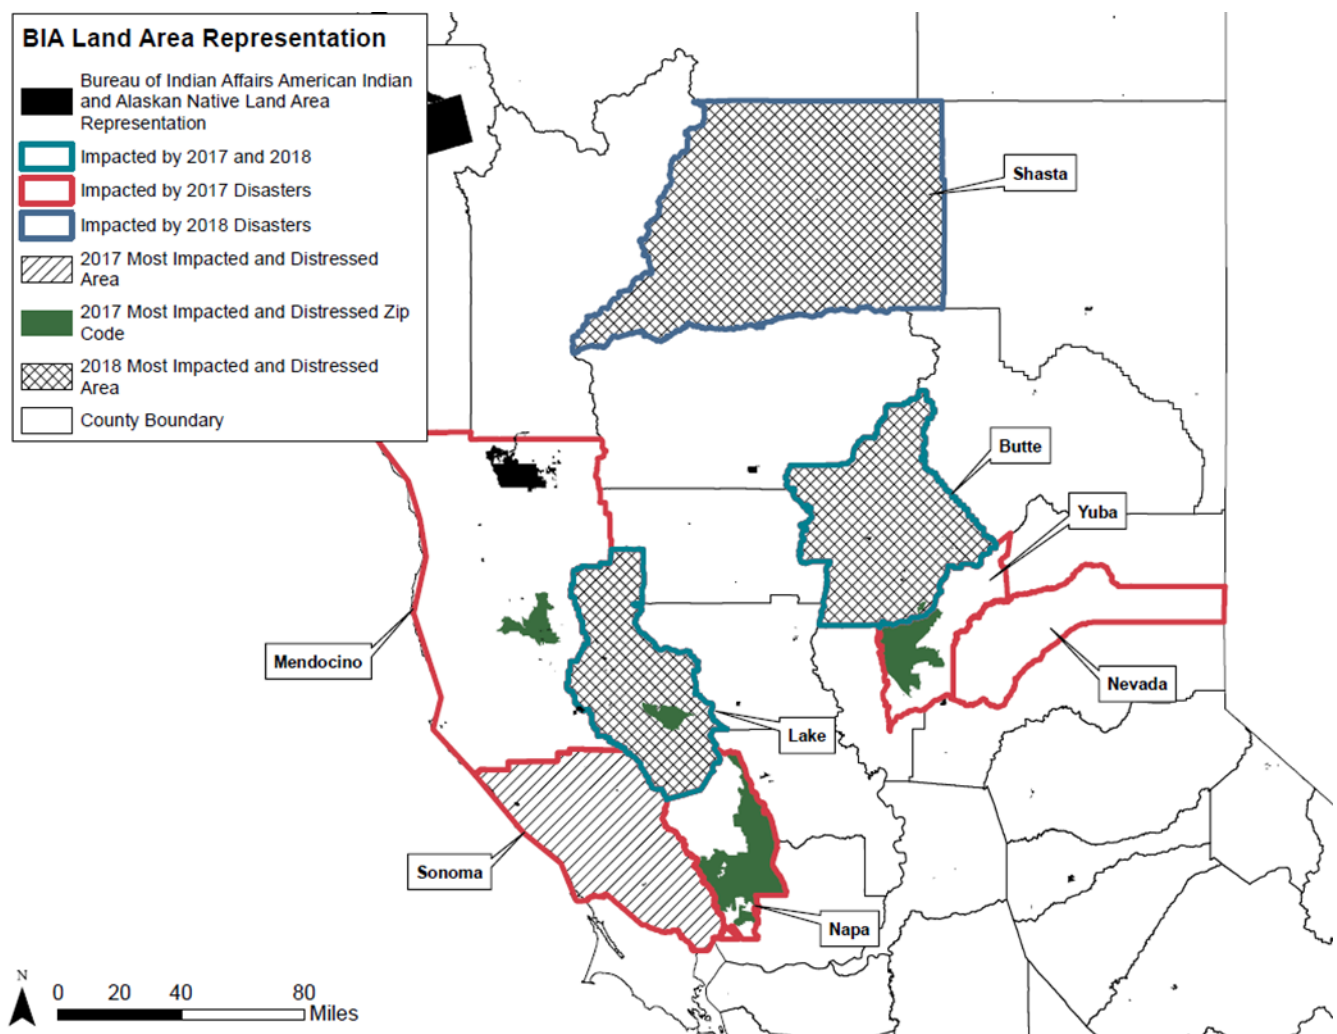 BIA Land Area Representation
Bureau of Indian Affairs American Indian
and Alaskan Native Land Area
Representation
Impacted by 2017 and 2018
Impacted by 2017 Disasters
Impacted by 2018 Disasters
2017 Most Impacted and Distressed
Area
2017 Most Impacted and Distressed Zip
Code
2018 Most Impacted and Distressed
Area
County Boundary
Shasta
Butte
Yuba
Mendocino
Nevada
Lake
Sonoma
Napa
N
0 20 40 80
Miles